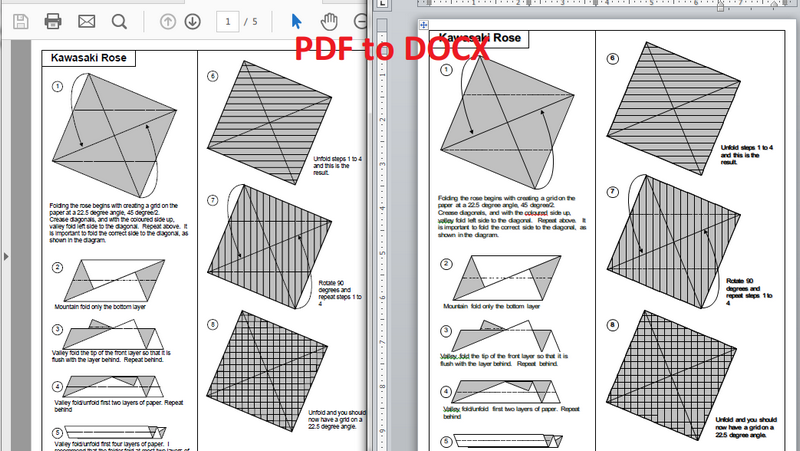 1 / 5
PDF to DOCX
Kawasaki Rose
1
Folding the rose begins with creating a grid on the
paper at a 22.5 degree angle, 45 degree/2.
Crease diagonals, and with the coloured side up,
valley fold left side to the diagonal. Repeat above. It
is important to fold the correct side to the diagonal, as
shown in the diagram.
2
Mountain fold only the bottom layer
3
Valley fold the tip of the front layer so that it is
flush with the layer behind. Repeat behind.
4
Valley fold/unfold first two layers of paper. Repeat
behind
5
Valley fold/unfold first four layers of paper. I
6
Unfold steps 1 to 4
and this is the
result.
7
Rotate 90
degrees and
repeat steps 1 to
4
8
Unfold and you should
now have a grid on a
22.5 degree angle.
Kawasaki Rose
1
Folding the rose begins with creating a grid on the
paper at a 22.5 degree angle, 45 degree/2.
Crease diagonals, and with the coloured side up,
valley fold left side to the diagonal. Repeat above. It
is important to fold the correct side to the diagonal, as
shown in the diagram.
2
Mountain fold only the bottom layer
3
Valley fold the tip of the front layer so that it is
flush with the layer behind. Repeat behind.
4
Valley fold/unfold first two layers of paper. Repeat
behind
5
6
Unfold steps 1 to 4
and this is the
result.
7
Rotate 90
degrees and
repeat steps 1 to
4
8
Unfold and you should
now have a grid on a
22.5 degree angle.